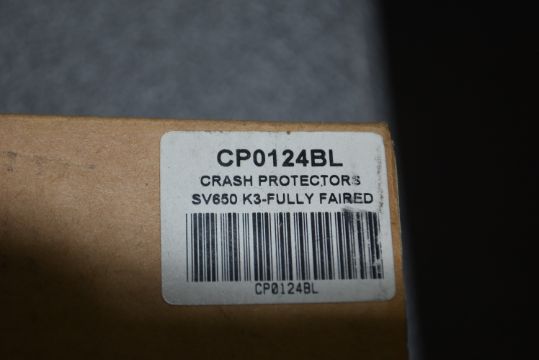 CP0124BL
CRASH PROTECTORS
SV650 K3-FULLY FAIRED
CP0124BL